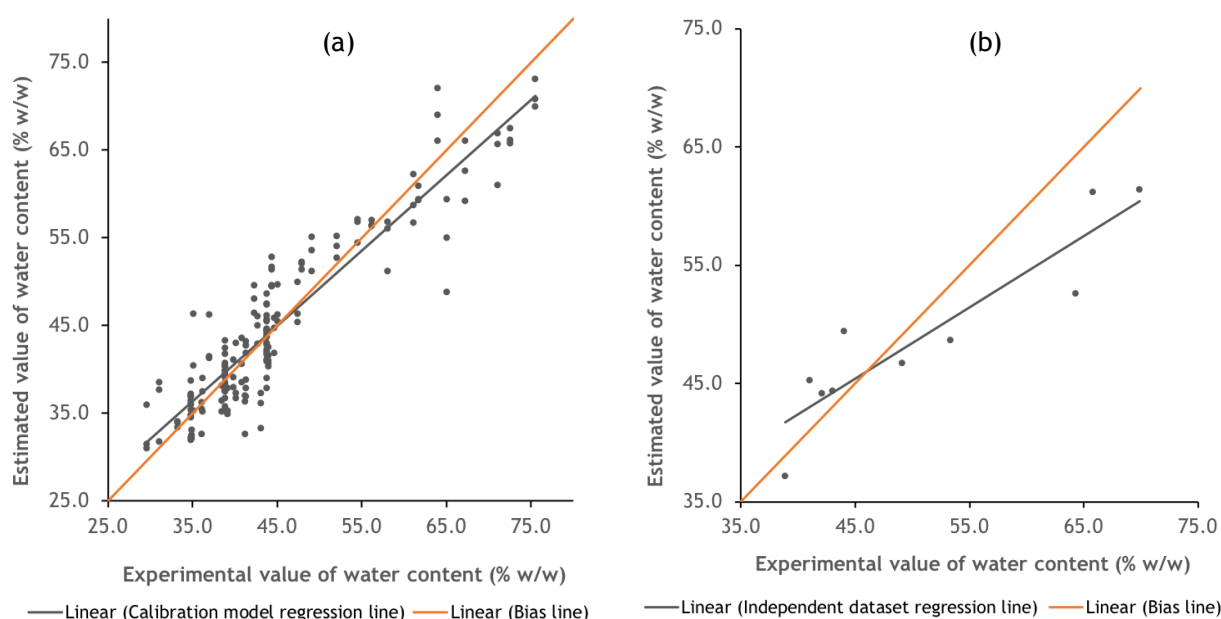 (a)
Estimated value of water content (% w/w)
75.0
65.0
55.0
45.0
35.0
25.0
25.0 35.0 45.0 55.0 65.0 75.0
Experimental value of water content (% w/w)
Linear (Calibration model regression line) Linear (Bias line)
(b)
Estimated value of water content (% w/w)
75.0
65.0
55.0
45.0
35.0
35.0 45.0 55.0 65.0 75.0
Experimental value of water content (% w/w)
Linear (Independent dataset regression line) Linear (Bias line)